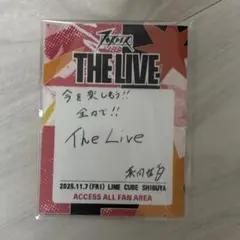 THE LIVE
今を楽しもう!!
全力で!!
The Live
2025.11.7 (FRI) LINE CUBE SHIBUYA
ACCESS ALL FAN AREA